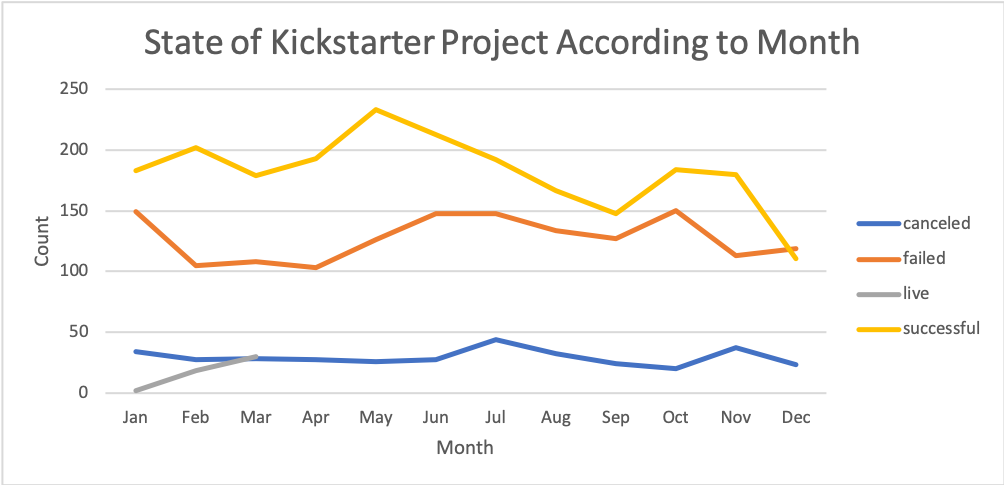 State of Kickstarter Project According to Month
250
200
150
100
50
0
Count
Jan Feb Mar Apr May Jun Jul Aug Sep Oct Nov Dec
Month
canceled
failed
live
successful